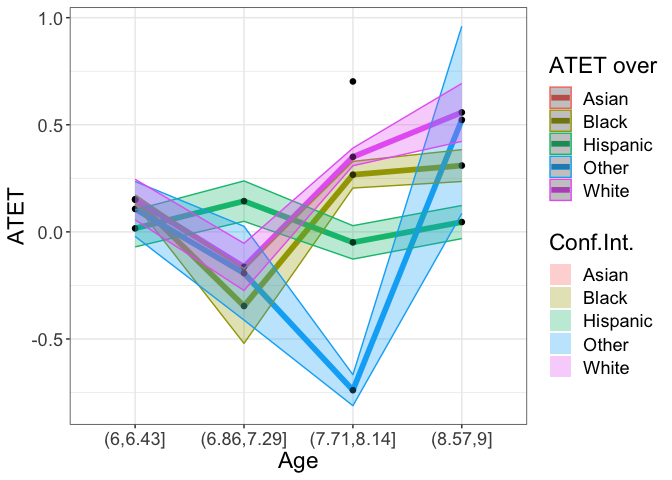 1.0
0.5
0.0
-0.5
ATET
(6,6.43]
(6.86,7.29]
(7.71,8.14]
(8.57,9]
Age
ATET over
Asian
Black
Hispanic
Other
White
Conf.Int.
Asian
Black
Hispanic
Other
White